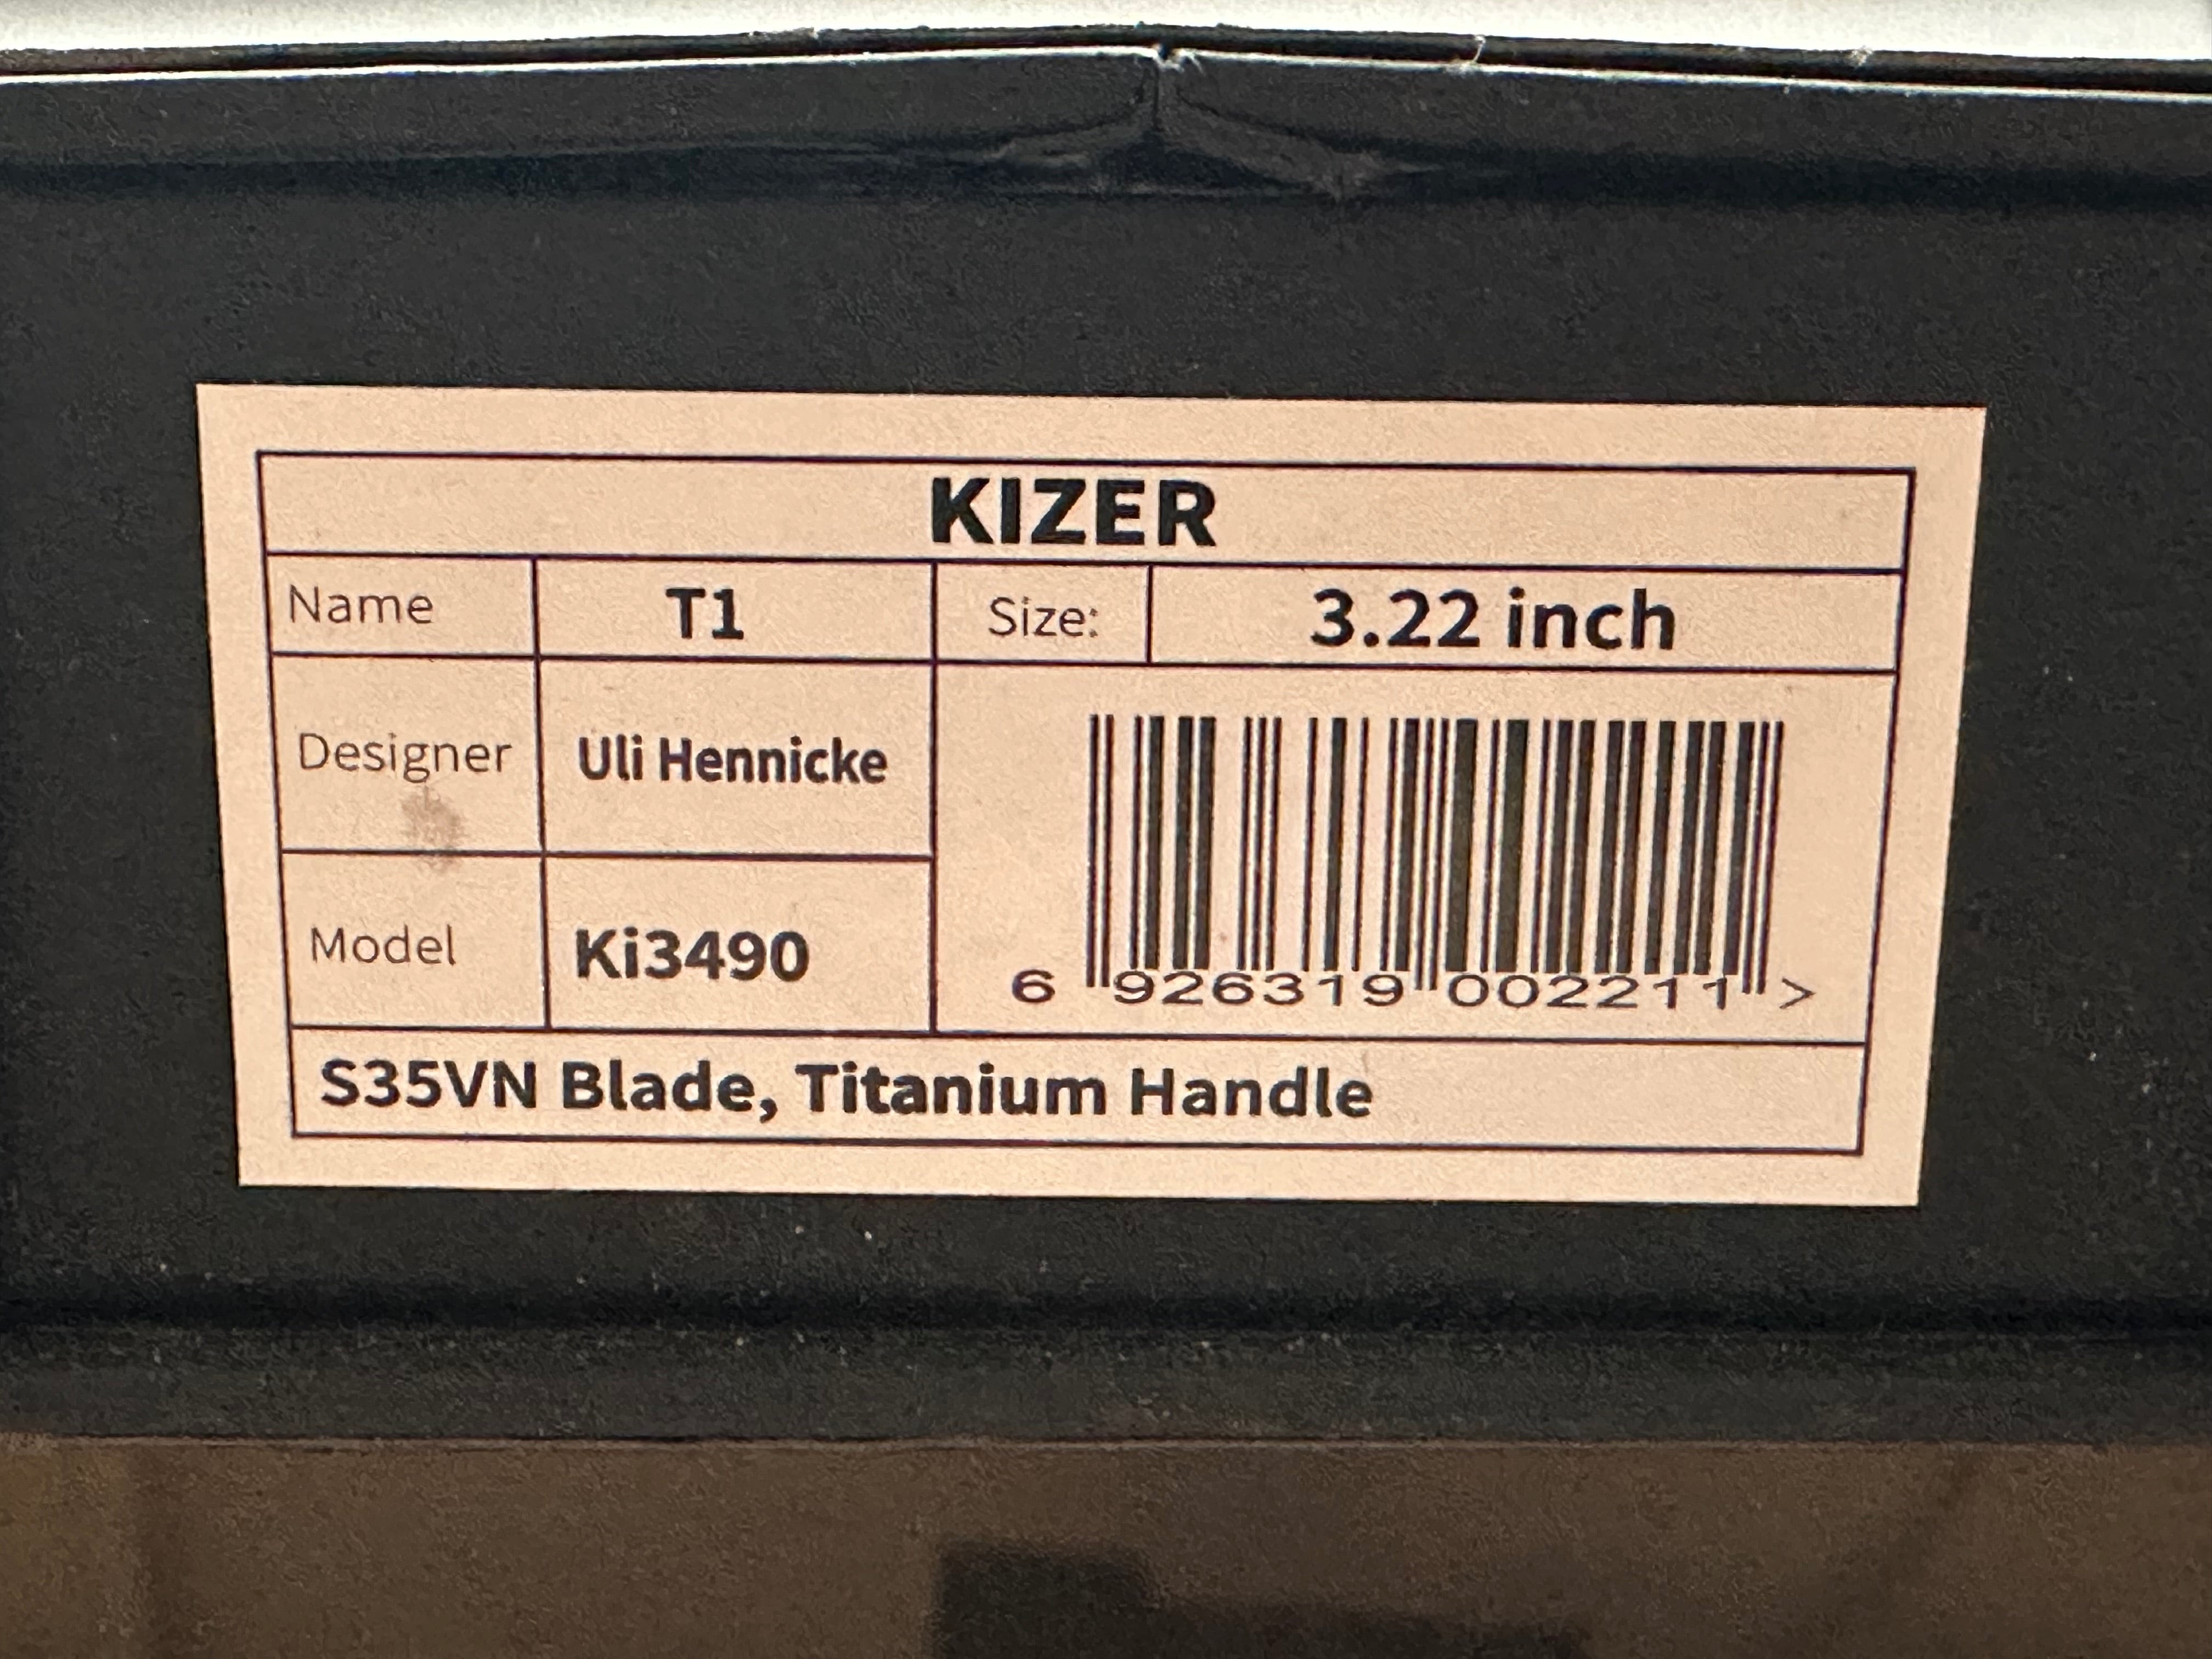 KIZER
Name T1 Size: 3.22 inch
Designer Uli Hennicke
Model Ki3490
6 926319 002211 >
S35VN Blade, Titanium Handle